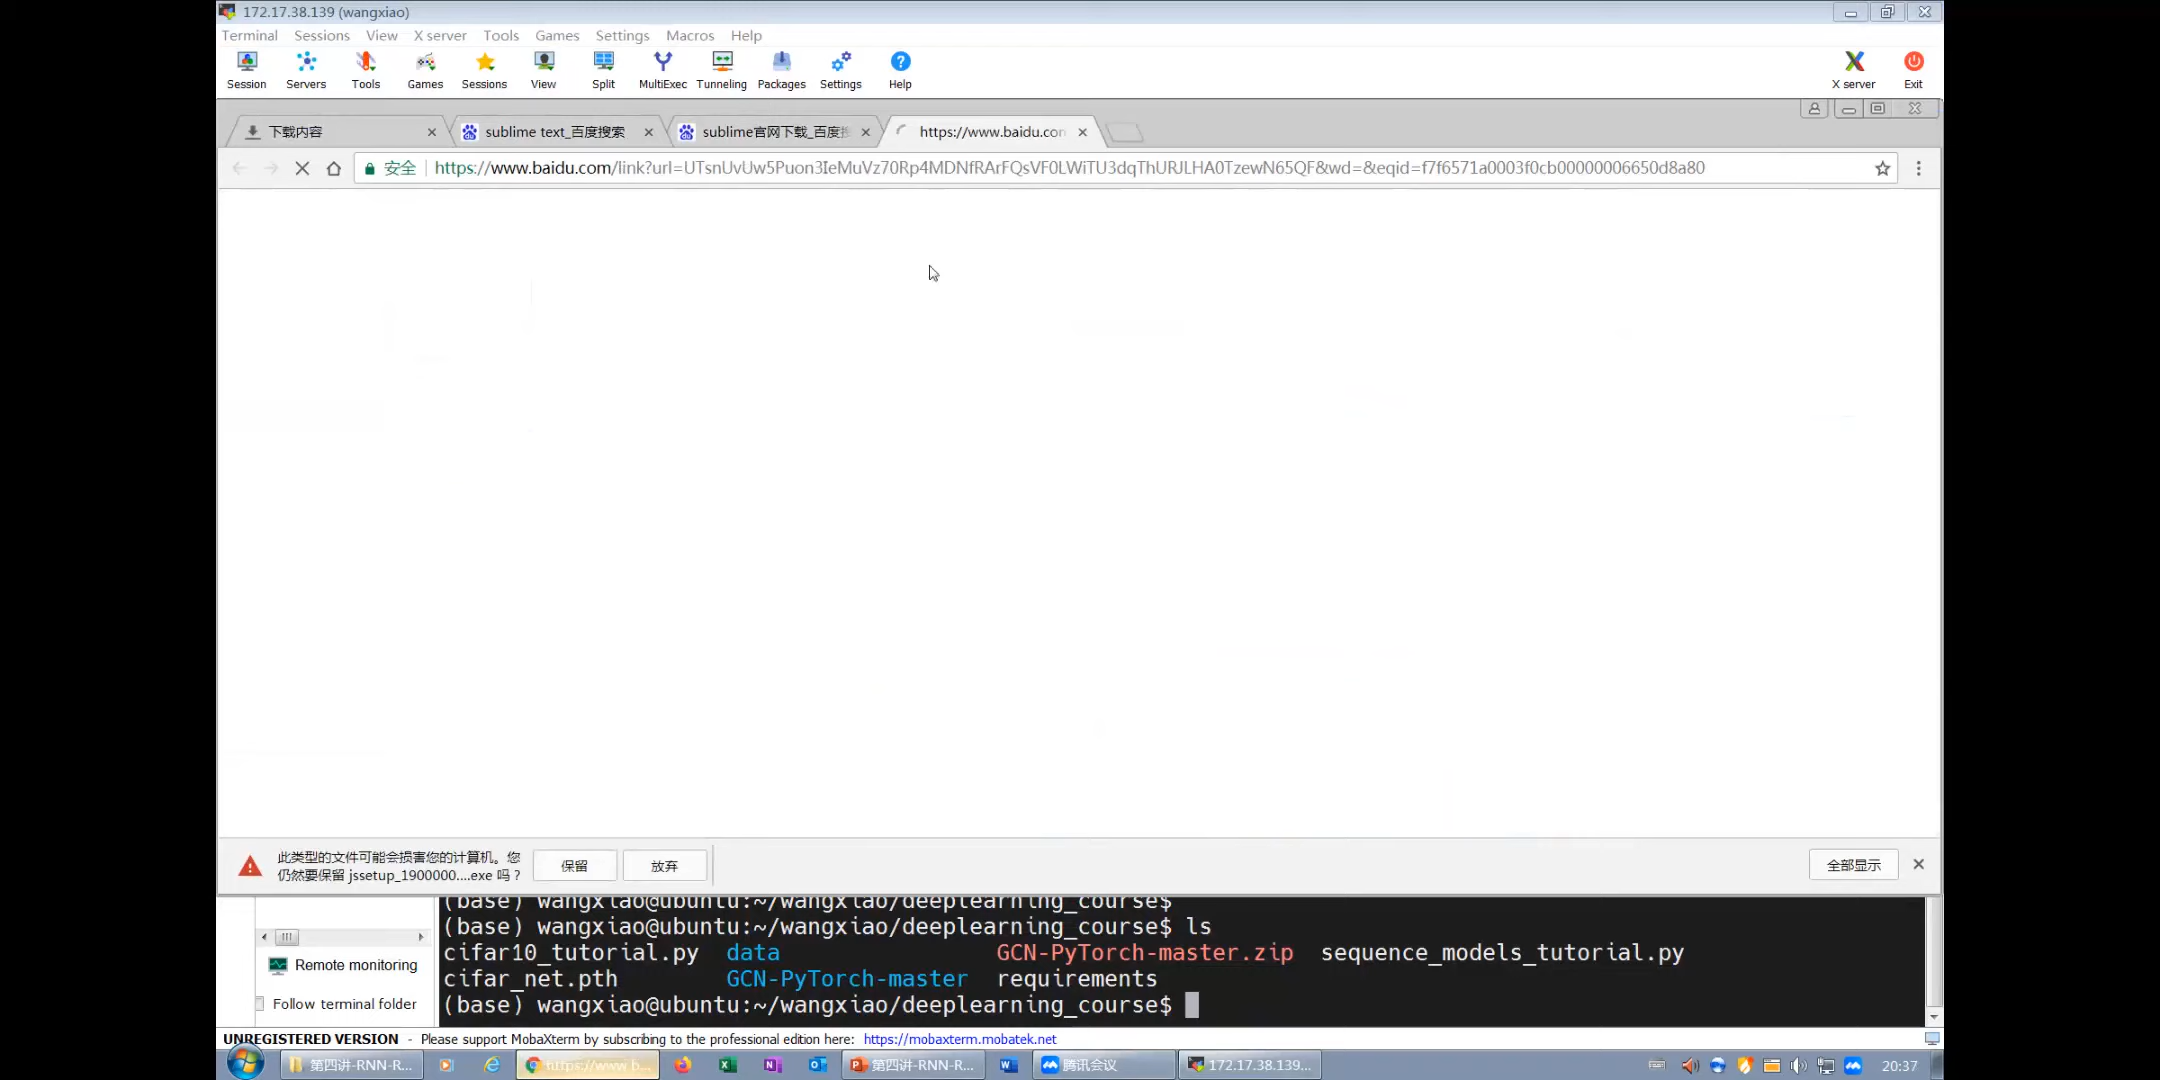 172.17.38.139 (wangxiao)
Terminal Sessions View X server Tools Games Settings Macros Help
Session Servers Tools Games Sessions View Split MultiExec Tunneling Packages Settings Help X server Exit
下载内容 sublime text_百度搜索 sublime官网下载_百度搜 https://www.baidu.con
安全 https://www.baidu.com/link?url=UTsnUvUw5Puon3IeMuVz70Rp4MDNfRArFQsVF0LWiTU3dqThURJLHA0TzewN65QF&wd=&eqid=f7f6571a0003f0cb00000006650d8a80
此类型的文件可能会损害您的计算机。您
仍然要保留 jssetup_1900000....exe 吗？
保留 放弃 全部显示
(base) wangxiao@ubuntu:~/wangxiao/deeplearning_course$
(base) wangxiao@ubuntu:~/wangxiao/deeplearning_course$ ls
cifar10_tutorial.py data GCN-PyTorch-master.zip sequence_models_tutorial.py
cifar_net.pth GCN-PyTorch-master requirements
(base) wangxiao@ubuntu:~/wangxiao/deeplearning_course$
Remote monitoring
Follow terminal folder
UNREGISTERED VERSION - Please support MobaXterm by subscribing to the professional edition here: https://mobaxterm.mobatek.net
第四讲-RNN-R... https://www.b... 第四讲-RNN-R... 腾讯会议 172.17.38.139... 20:37